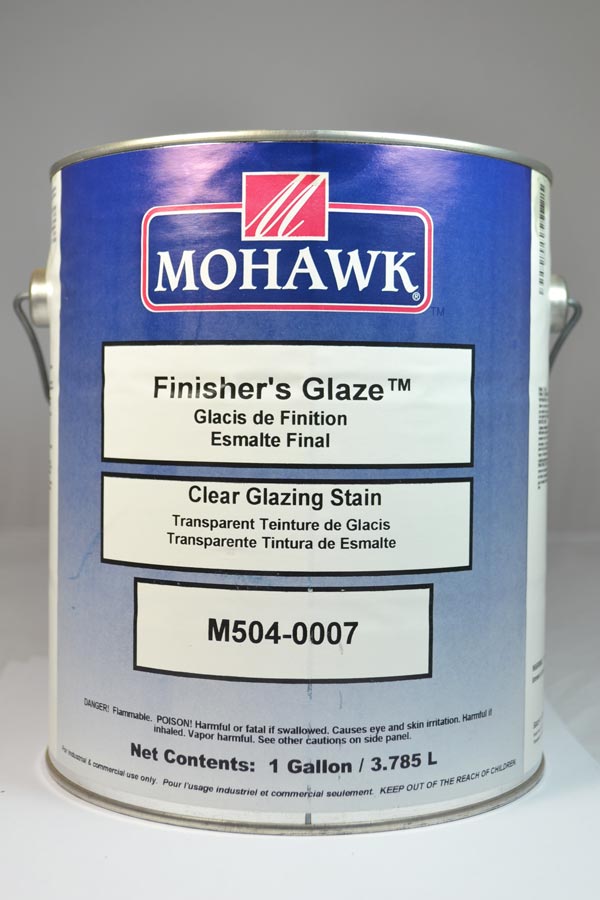 M
MOHAWK®
TM
Finisher's Glaze™
Glacis de Finition
Esmalte Final
Clear Glazing Stain
Transparent Teinture de Glacis
Transparente Tintura de Esmalte
M504-0007
DANGER! Flammable. POISON! Harmful or fatal if swallowed. Causes eye and skin irritation. Harmful if
inhaled. Vapor harmful. See other cautions on side panel.
Net Contents: 1 Gallon / 3.785 L
For industrial & commercial use only. Pour l'usage industriel et commercial seulement. KEEP OUT OF THE REACH OF CHILDREN.